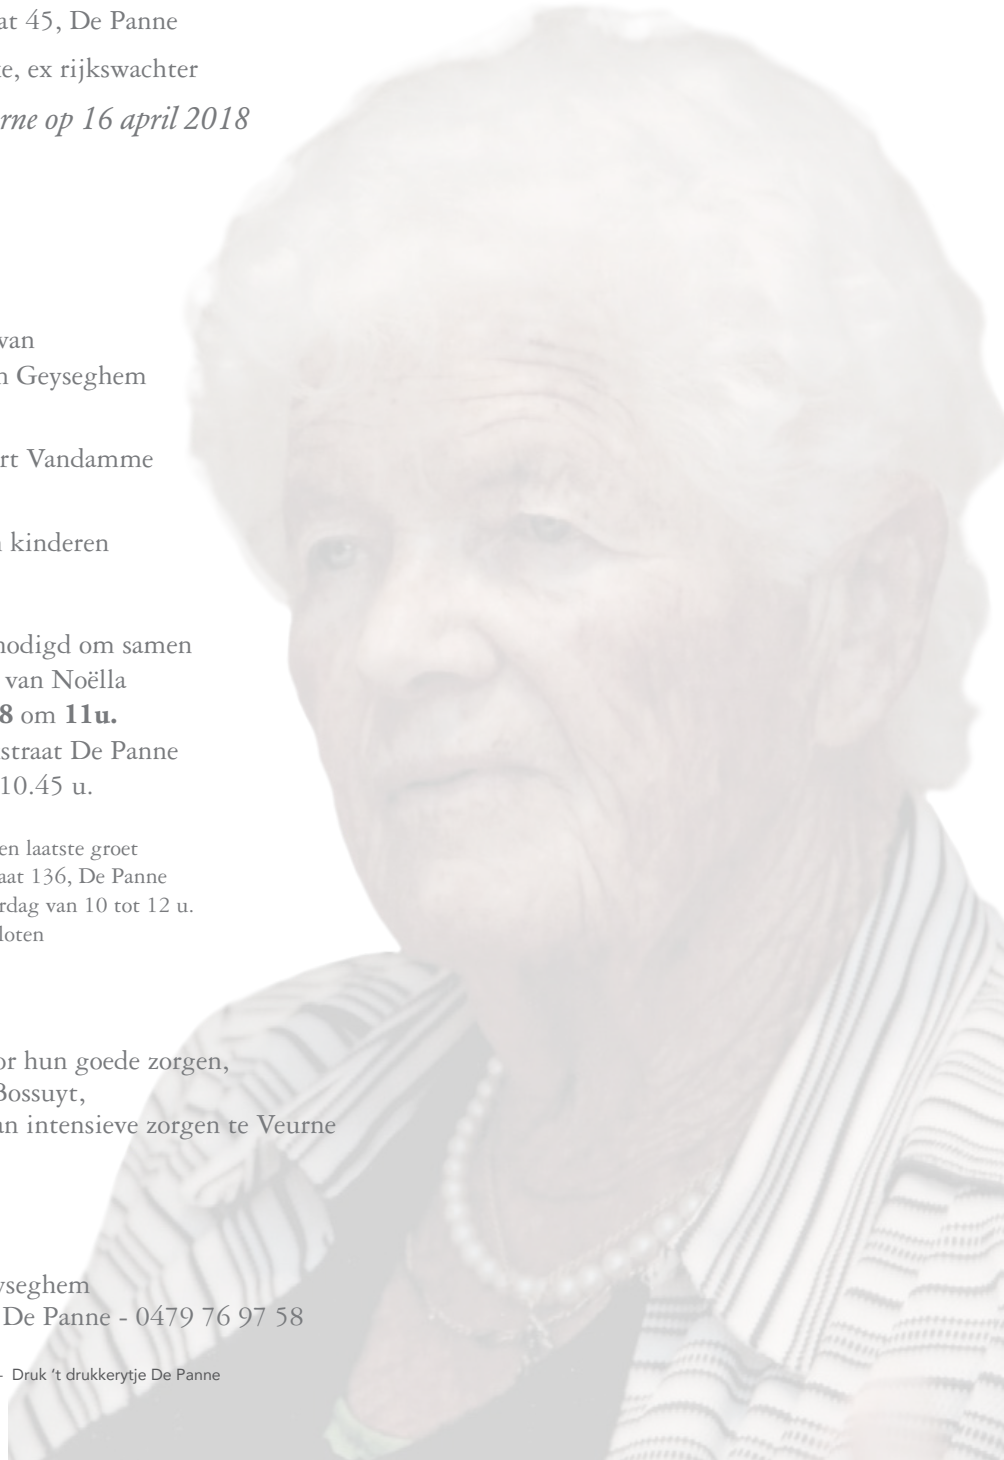 at 45, De Panne
e, ex rijkswachter
rne op 16 april 2018
van
n Geyseghem
rt Vandamme
n kinderen
nodigd om samen
van Noëlla
8 om 11u.
straat De Panne
10.45 u.
en laatste groet
aat 136, De Panne
rdag van 10 tot 12 u.
loten
or hun goede zorgen,
Bossuyt,
an intensieve zorgen te Veurne
yseghem
De Panne - 0479 76 97 58
- Druk ‘t drukkerytje De Panne